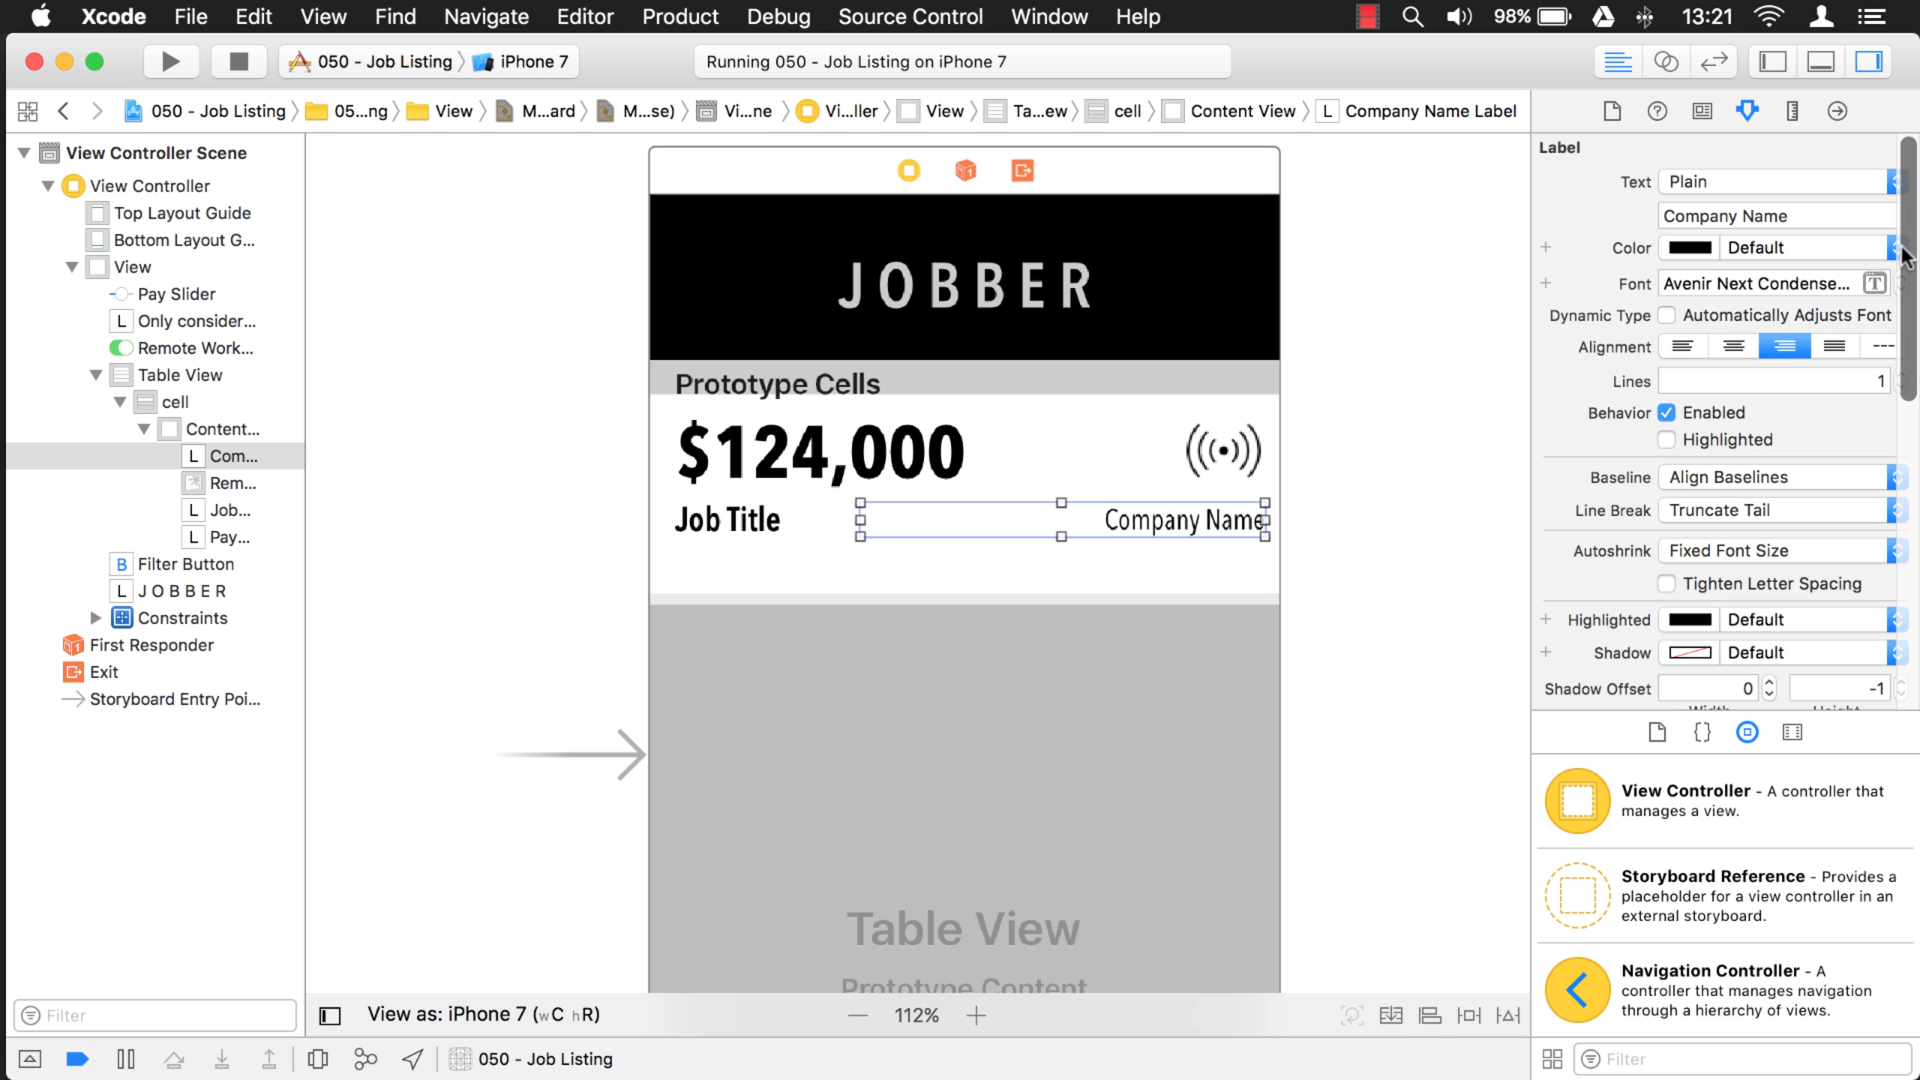 Xcode File Edit View Find Navigate Editor Product Debug Source Control Window Help 98% 13:21
050 - Job Listing iPhone 7 Running 050 - Job Listing on iPhone 7
050 - Job Listing 05...ng View M...ard M...se) Vi...ne Vi...ller View Ta...ew cell Content View L Company Name Label
View Controller Scene
View Controller
Top Layout Guide
Bottom Layout G...
View
Pay Slider
L Only consider...
Remote Work...
Table View
cell
Content...
L Com...
Rem...
L Job...
L Pay...
B Filter Button
L J O B B E R
Constraints
First Responder
Exit
Storyboard Entry Poi...
Filter
JOBBER
Prototype Cells
$124,000
Job Title Company Name
Table View
Prototype Content
View as: iPhone 7 (wC hR) 112%
050 - Job Listing
Label
Text Plain
Company Name
Color Default
Font Avenir Next Condense... T
Dynamic Type Automatically Adjusts Font
Alignment
Lines 1
Behavior Enabled
Highlighted
Baseline Align Baselines
Line Break Truncate Tail
Autoshrink Fixed Font Size
Tighten Letter Spacing
Highlighted Default
Shadow Default
Shadow Offset 0 -1
Width Height
View Controller - A controller that
manages a view.
Storyboard Reference - Provides a
placeholder for a view controller in an
external storyboard.
Navigation Controller - A
controller that manages navigation
through a hierarchy of views.
Filter